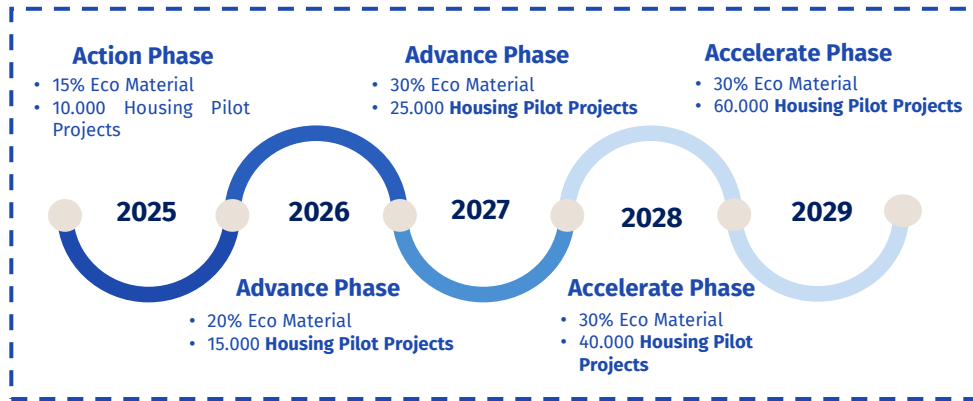 Action Phase
• 15% Eco Material
• 10.000 Housing Pilot
Projects
2025
Advance Phase
• 20% Eco Material
• 15.000 Housing Pilot Projects
2026
Advance Phase
• 30% Eco Material
• 25.000 Housing Pilot Projects
2027
Accelerate Phase
• 30% Eco Material
• 40.000 Housing Pilot
Projects
2028
Accelerate Phase
• 30% Eco Material
• 60.000 Housing Pilot Projects
2029